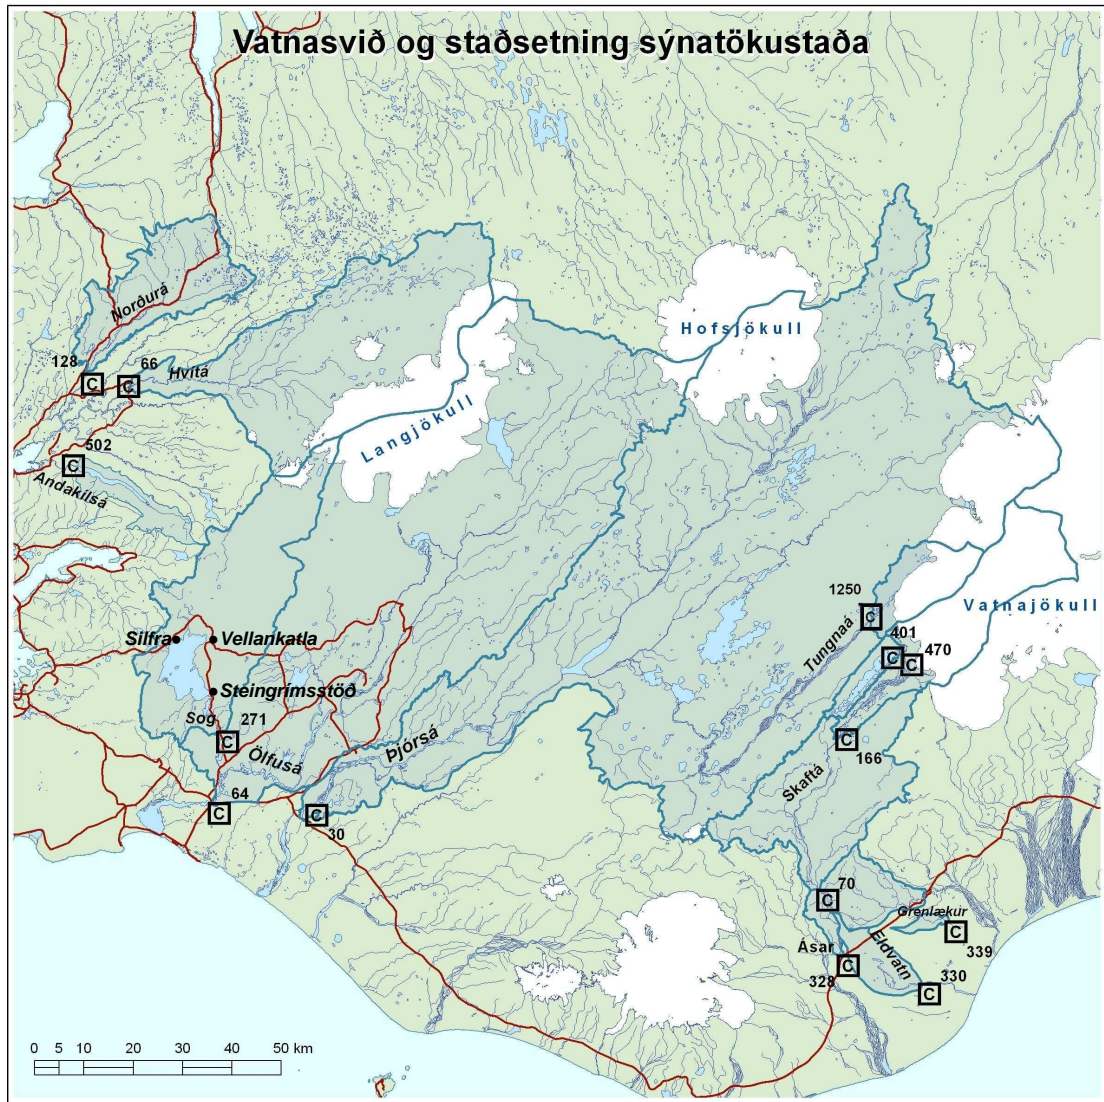 Vatnasvið og staðsetning sýnatökustaða
Norðurá
Hofsjökull
128
C
66
C
Hvítá
Langjökull
502
C
Andakílsá
1250
C
Vatnajökull
Tungnaá
401
C
470
C
Silfra
Vellankatla
Steingrímsstöð
Sog
271
C
Ölfusá
Þjórsá
C
166
Skaftá
64
C
C
30
70
C
Grenlækur
C
339
Ásar
Eldvatn
328
C
330
C
0 5 10 20 30 40 50 km